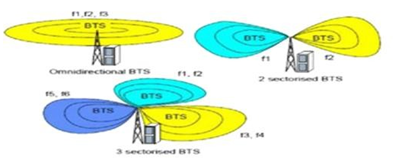 f1,f2, f3
BTS
Omnidirectional BTS
BTS
BTS
f1
f2
2 sectorised BTS
f1, f2
BTS
f5, f6
BTS
BTS
f3, f4
3 sectorised BTS